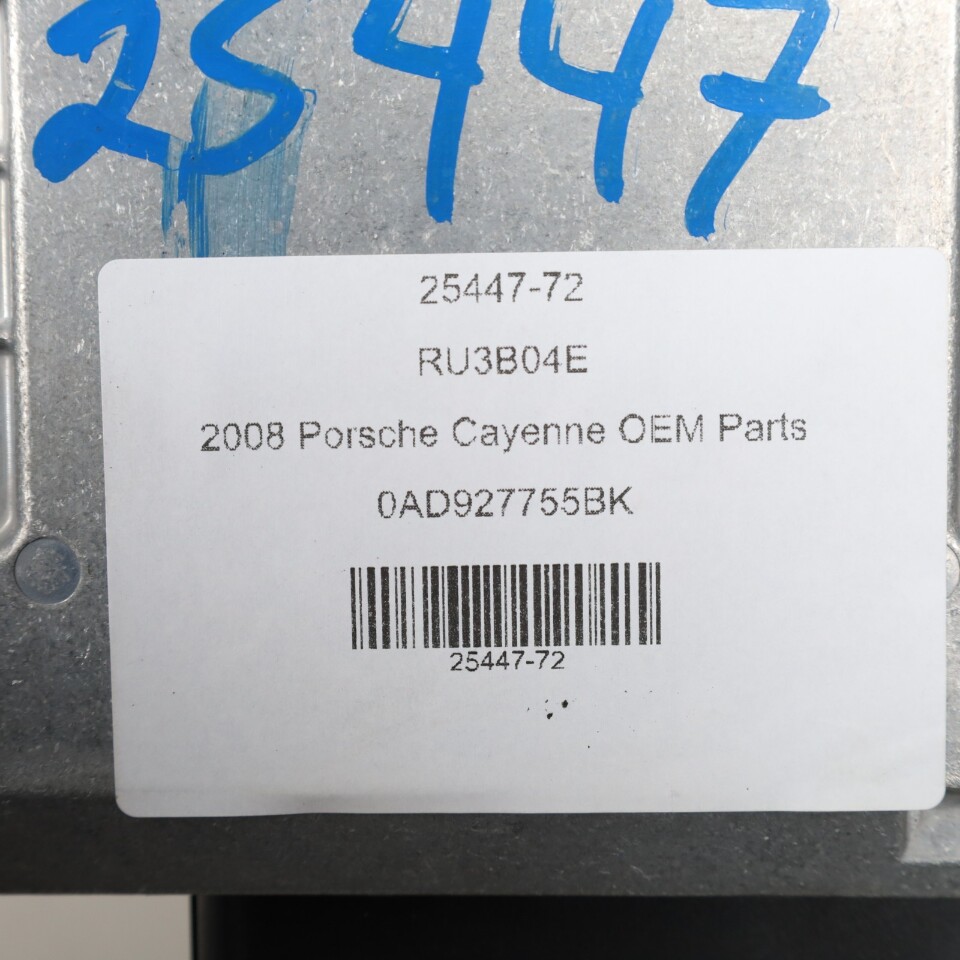 25447
25447-72
RU3B04E
2008 Porsche Cayenne OEM Parts
0AD927755BK
25447-72